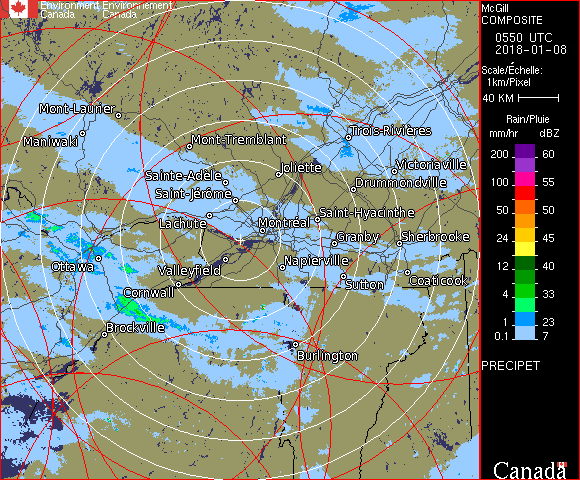 Environment Environnement
Canada Canada
McGill
COMPOSITE
0550 UTC
2018-01-08
Scale/Échelle:
1km/Pixel
40 KM
Rain/Pluie
mm/hr dBZ
200 60
100 55
50 50
24 45
12 40
4 33
1 23
0.1 7
PRECIPET
Canada
Mont-Laurier
Maniwaki
Mont-Tremblant
Trois-Rivières
Joliette
Victoriaville
Sainte-Adèle
Drummondville
Saint-Jérôme
Lachute
Saint-Hyacinthe
Montréal
Granby
Sherbrooke
Ottawa
Valleyfield
Napierville
Coaticook
Sutton
Cornwall
Brockville
Burlington